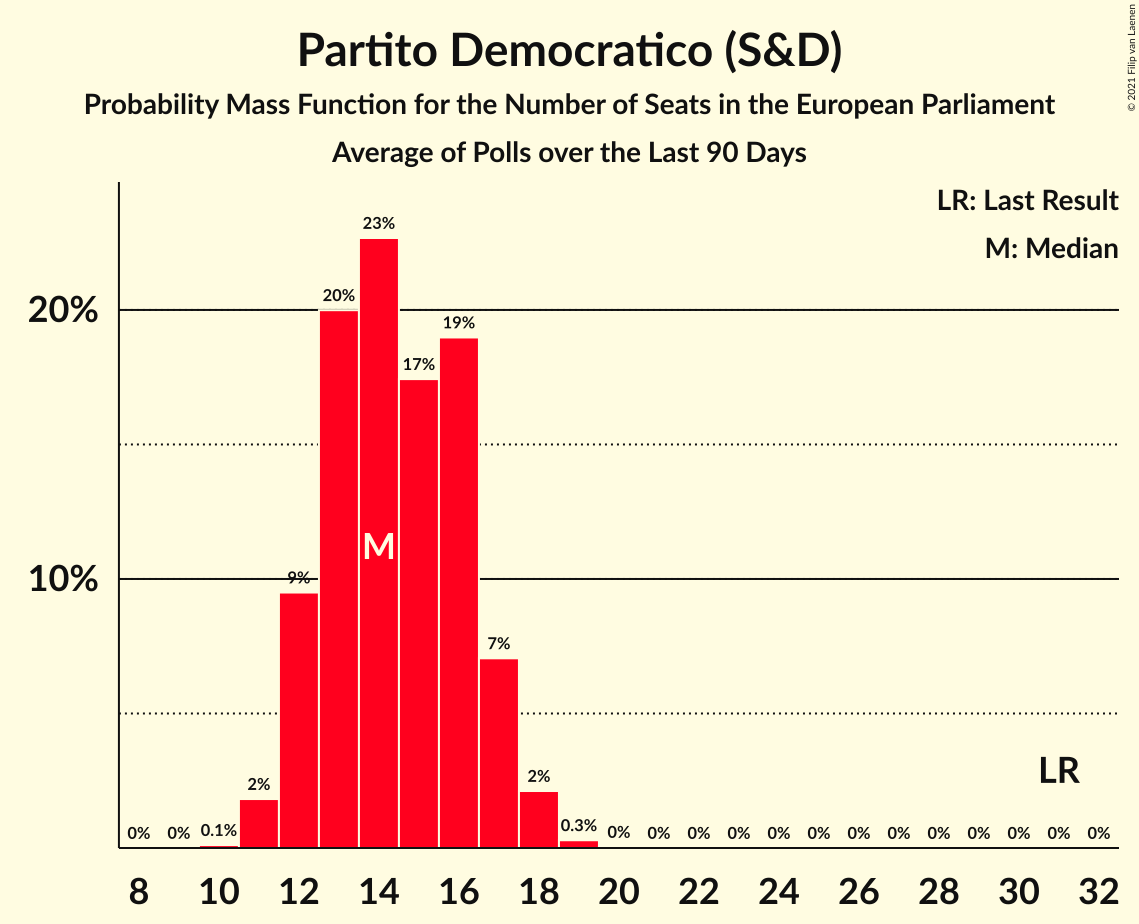 © 2021 Filip van Laenen
Partito Democratico (S&D)
Probability Mass Function for the Number of Seats in the European Parliament
Average of Polls over the Last 90 Days
LR: Last Result
M: Median
20%
10%
0% 0% 0.1% 2% 9% 20% 23% 17% 19% 7% 2% 0.3% 0% 0% 0% 0% 0% 0% 0% 0% 0% 0% 0% 0% 0%
M
LR
8 10 12 14 16 18 20 22 24 26 28 30 32